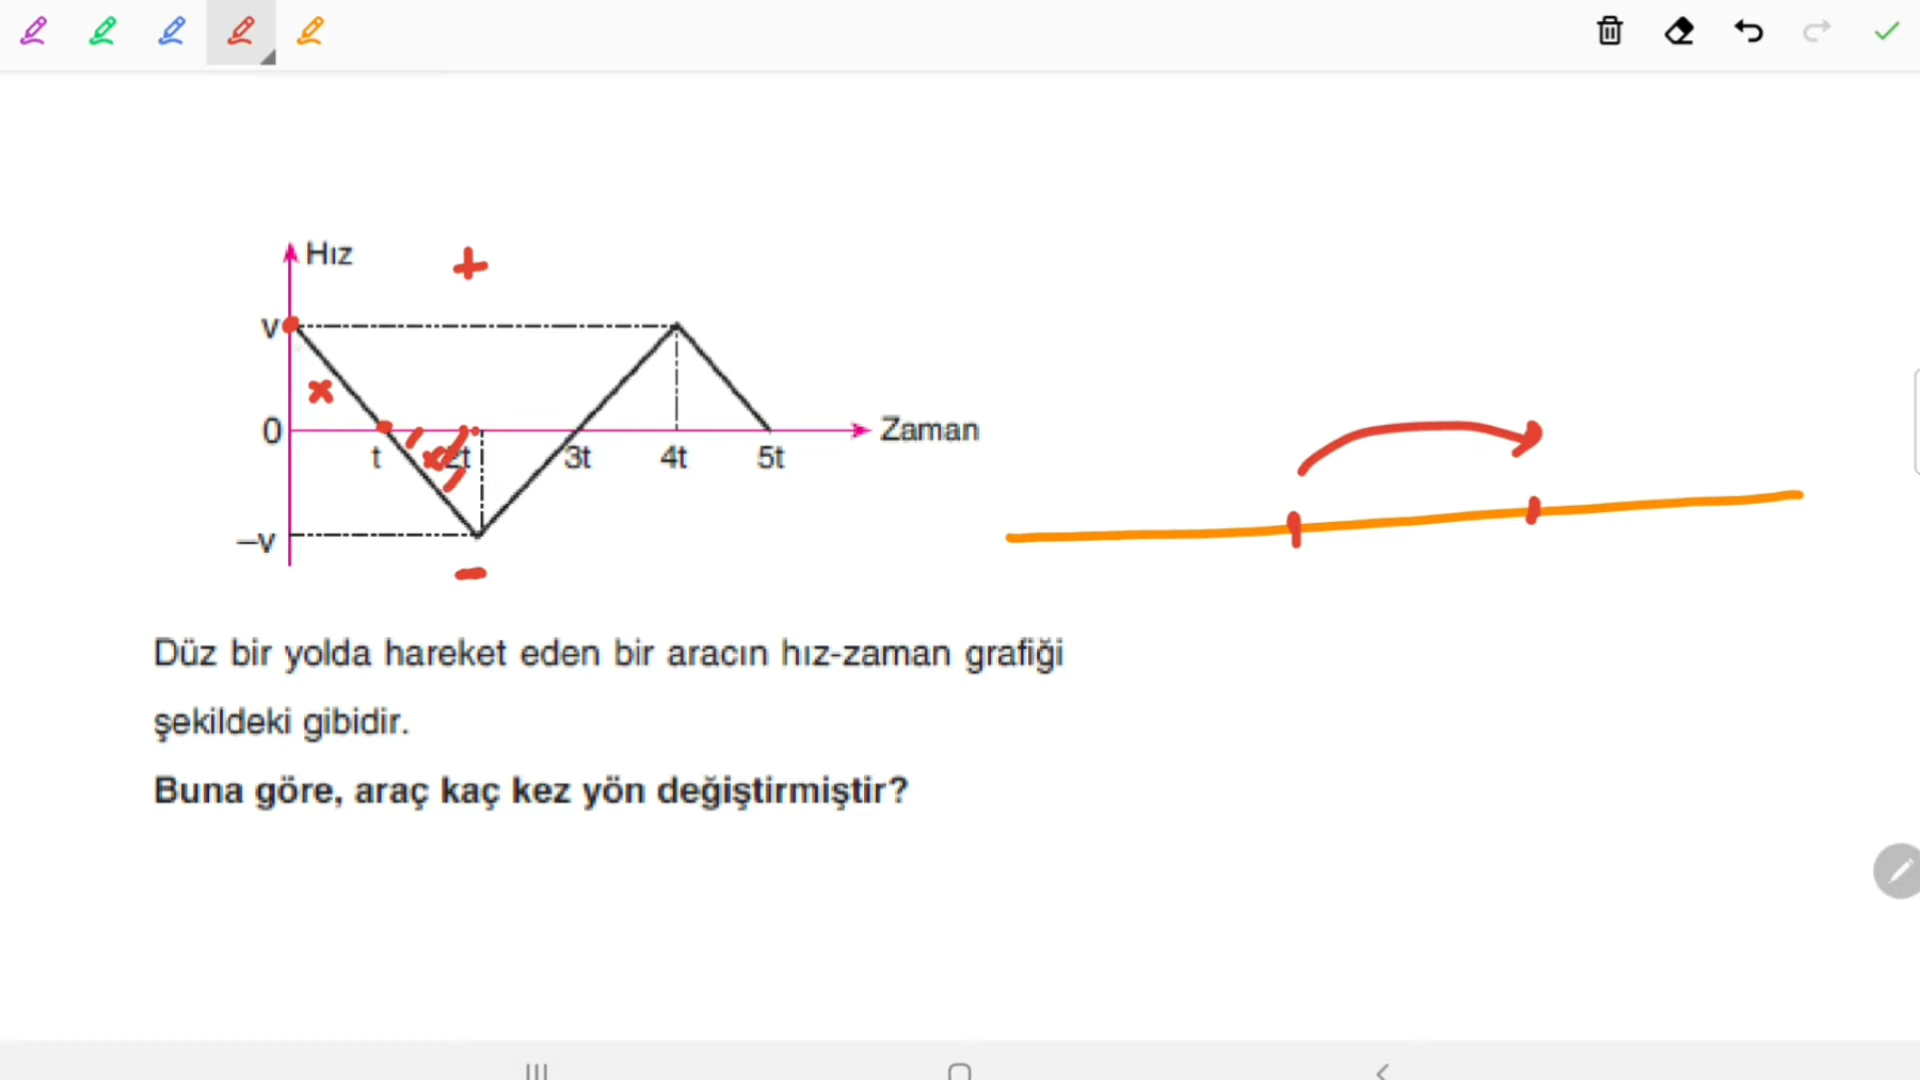 Hız
+
v
x
0
Zaman
t
x
2t
3t
4t
5t
–v
–
Düz bir yolda hareket eden bir aracın hız-zaman grafiği
şekildeki gibidir.
Buna göre, araç kaç kez yön değiştirmiştir?